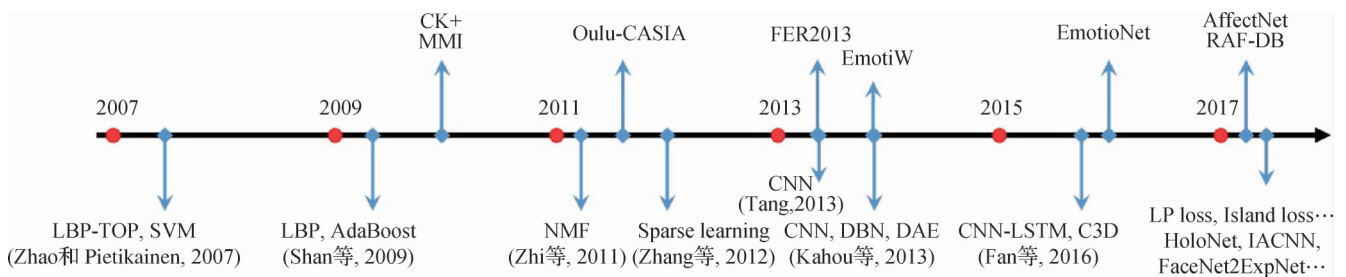 CK+
MMI
Oulu-CASIA
FER2013
EmotiW
EmotioNet
AffectNet
RAF-DB
2007
2009
2011
2013
2015
2017
LBP-TOP, SVM
(Zhao和 Pietikainen, 2007)
LBP, AdaBoost
(Shan等, 2009)
NMF
(Zhi等, 2011)
Sparse learning
(Zhang等, 2012)
CNN
(Tang,2013)
CNN, DBN, DAE
(Kahou等, 2013)
CNN-LSTM, C3D
(Fan等, 2016)
LP loss, Island loss⋯
HoloNet, IACNN,
FaceNet2ExpNet⋯